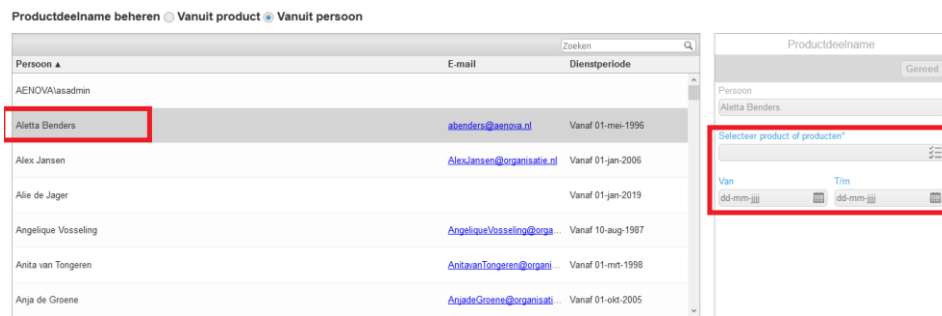 Productdeelname beheren Vanuit product Vanuit persoon
Zoeken
Persoon ▲ E-mail Dienstperiode
AENOVA\asadmin
Aletta Benders abenders@aenova.nl Vanaf 01-mei-1996
Alex Jansen AlexJansen@organisatie.nl Vanaf 01-jan-2006
Alie de Jager Vanaf 01-jan-2019
Angelique Vosseling AngeliqueVosseling@orga... Vanaf 10-aug-1987
Anita van Tongeren AnitavanTongeren@organi... Vanaf 01-mrt-1998
Anja de Groene AnjadeGroene@organisati... Vanaf 01-okt-2005
Productdeelname
Gereed
Persoon
Aletta Benders
Selecteer product of producten*
Van T/m
dd-mm-jjjj dd-mm-jjjj